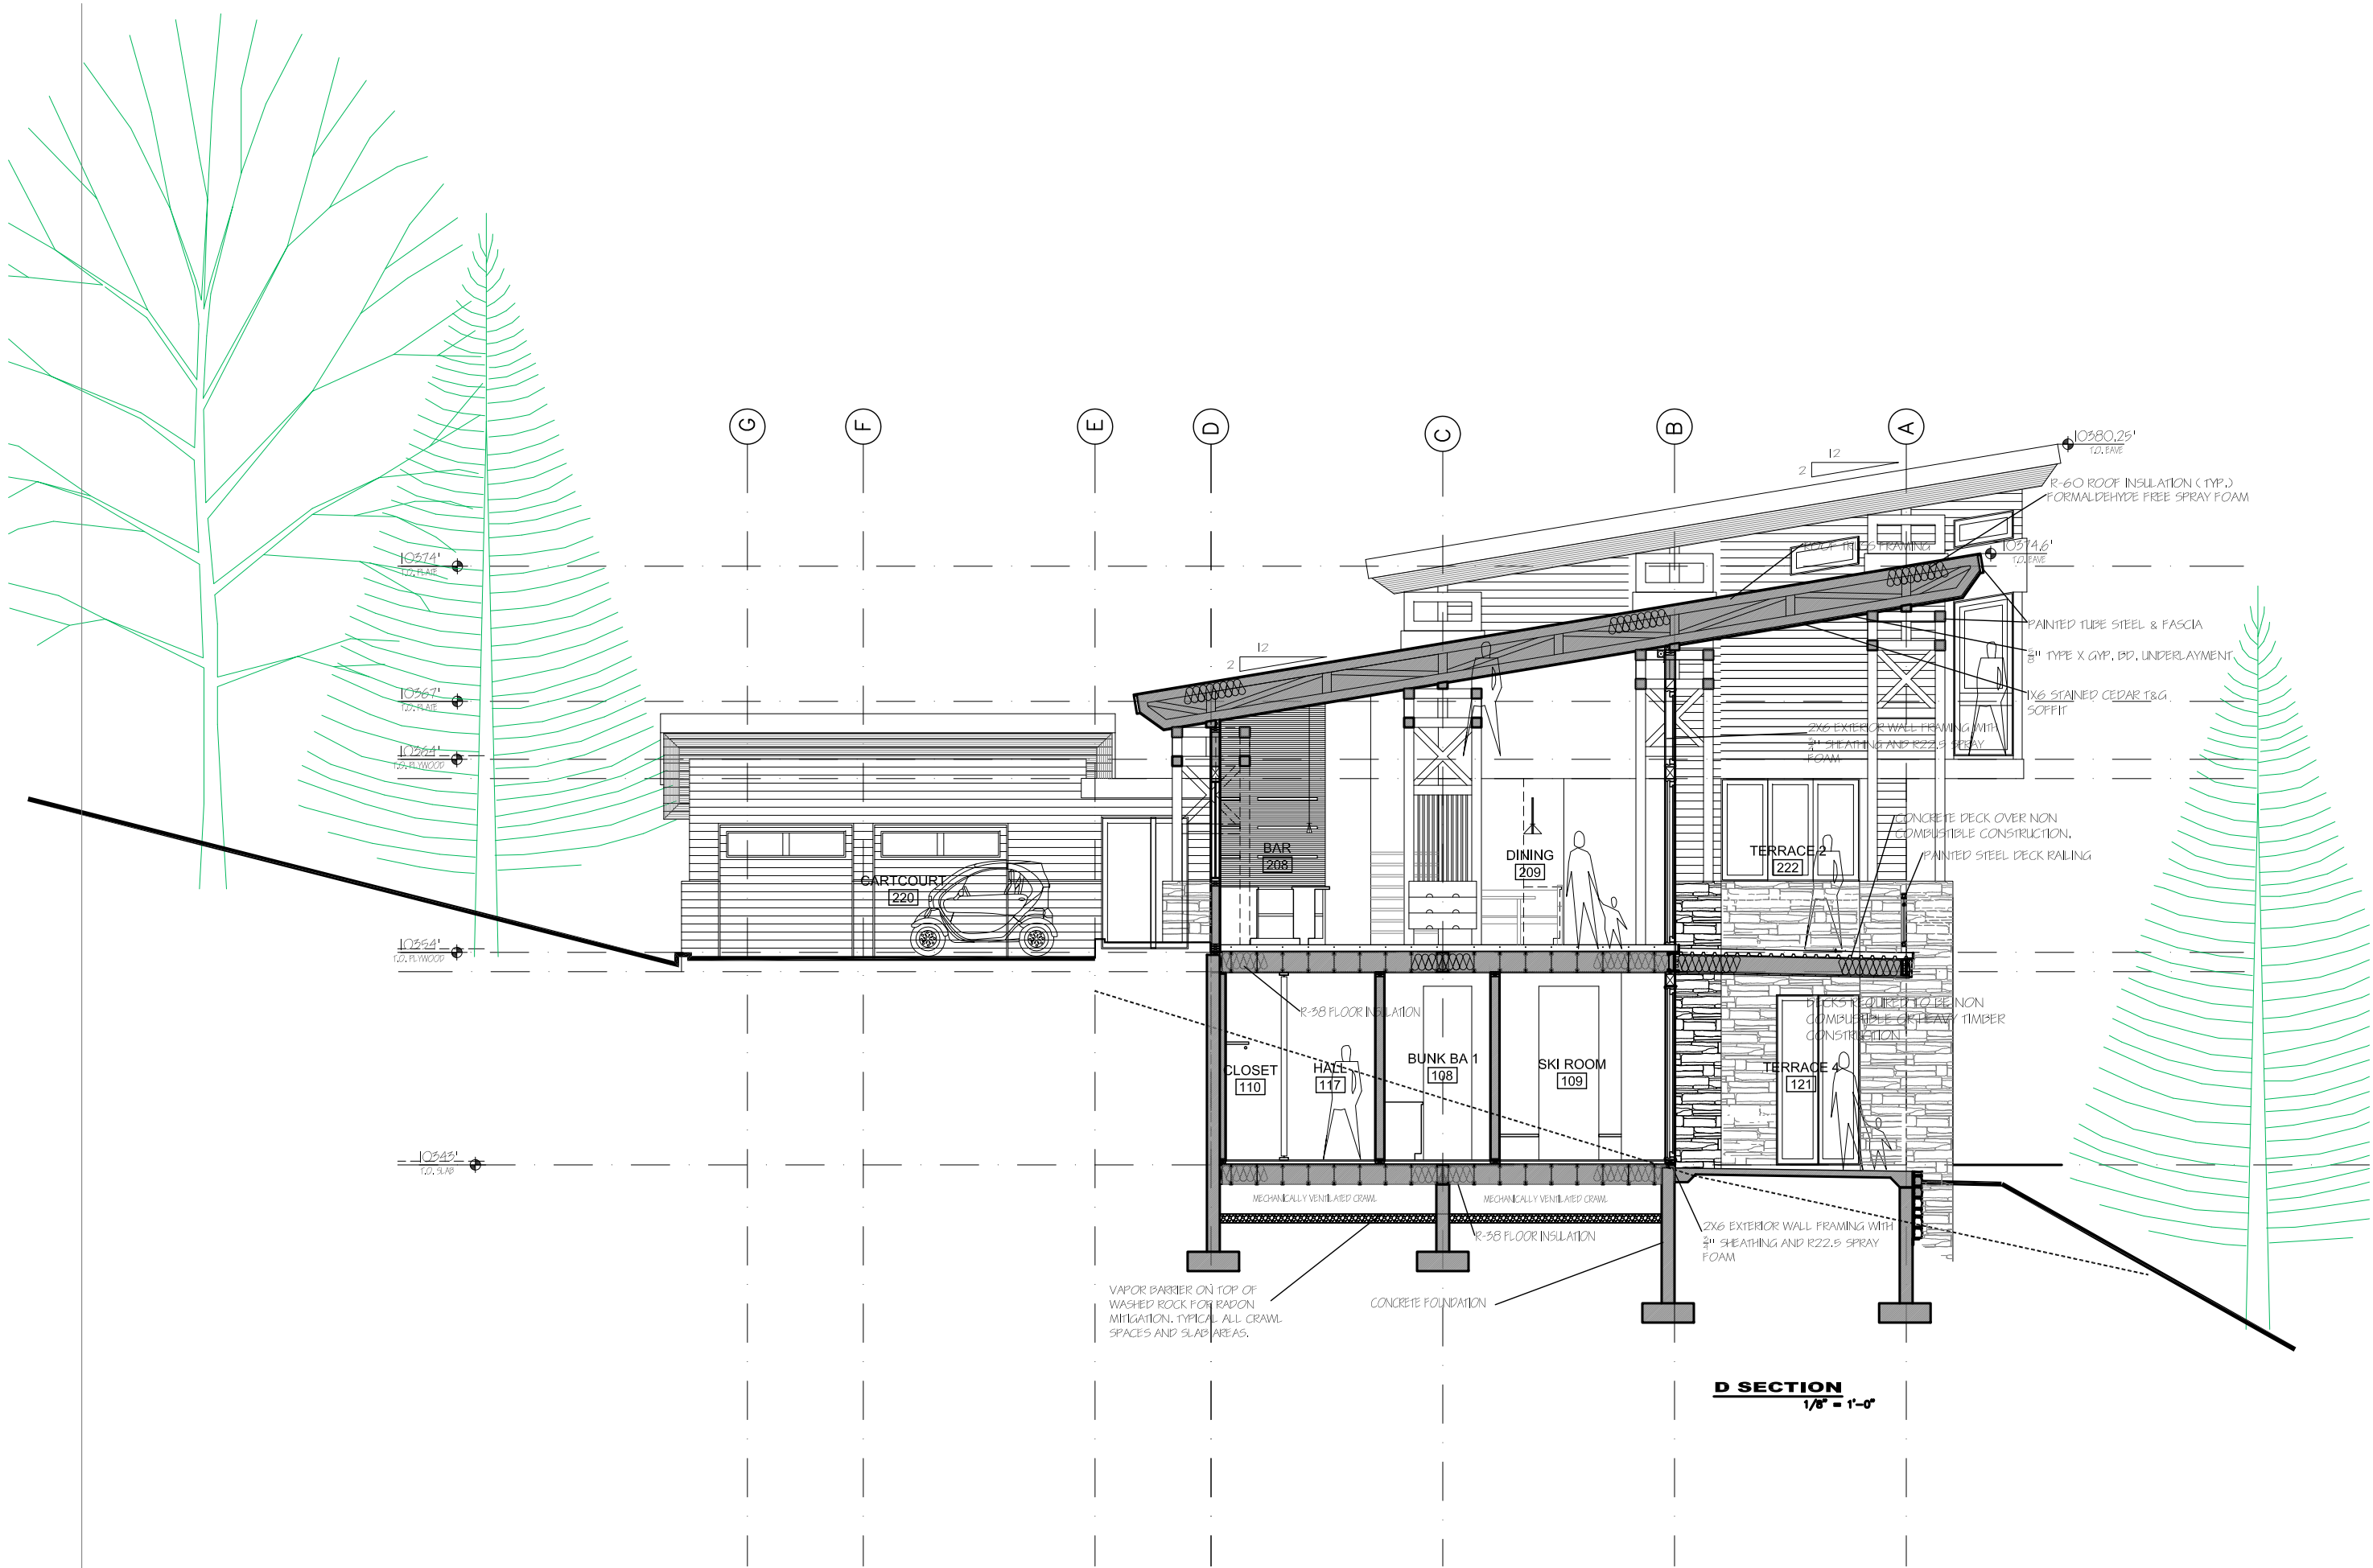 G
F
E
D
C
B
A
10380.25'
T.O. EAVE
12
2
R-60 ROOF INSULATION ( TYP.)
FORMALDEHYDE FREE SPRAY FOAM
ROOF TRUSS FRAMING
10374.6'
T.O. EAVE
10374'
T.O. PLATE
PAINTED TUBE STEEL & FASCIA
5/8" TYPE X GYP. BD. UNDERLAYMENT
12
2
1X6 STAINED CEDAR T&G
SOFFIT
10367'
T.O. PLATE
2X6 EXTERIOR WALL FRAMING WITH
3/4" SHEATHING AND R22.5 SPRAY
FOAM
10364'
T.O. PLYWOOD
CONCRETE DECK OVER NON
COMBUSTIBLE CONSTRUCTION.
PAINTED STEEL DECK RAILING
BAR
208
DINING
209
TERRACE 2
222
CARTCOURT
220
10354'
T.O. PLYWOOD
R-38 FLOOR INSULATION
DECKS REQUIRED TO BE NON
COMBUSTIBLE OR HEAVY TIMBER
CONSTRUCTION
CLOSET
110
HALL
117
BUNK BA 1
108
SKI ROOM
109
TERRACE 4
121
10343'
T.O. SLAB
MECHANICALLY VENTILATED CRAWL
MECHANICALLY VENTILATED CRAWL
R-38 FLOOR INSULATION
2X6 EXTERIOR WALL FRAMING WITH
3/4" SHEATHING AND R22.5 SPRAY
FOAM
VAPOR BARRIER ON TOP OF
WASHED ROCK FOR RADON
MITIGATION. TYPICAL ALL CRAWL
SPACES AND SLAB AREAS.
CONCRETE FOUNDATION
D SECTION
1/8" = 1'-0"